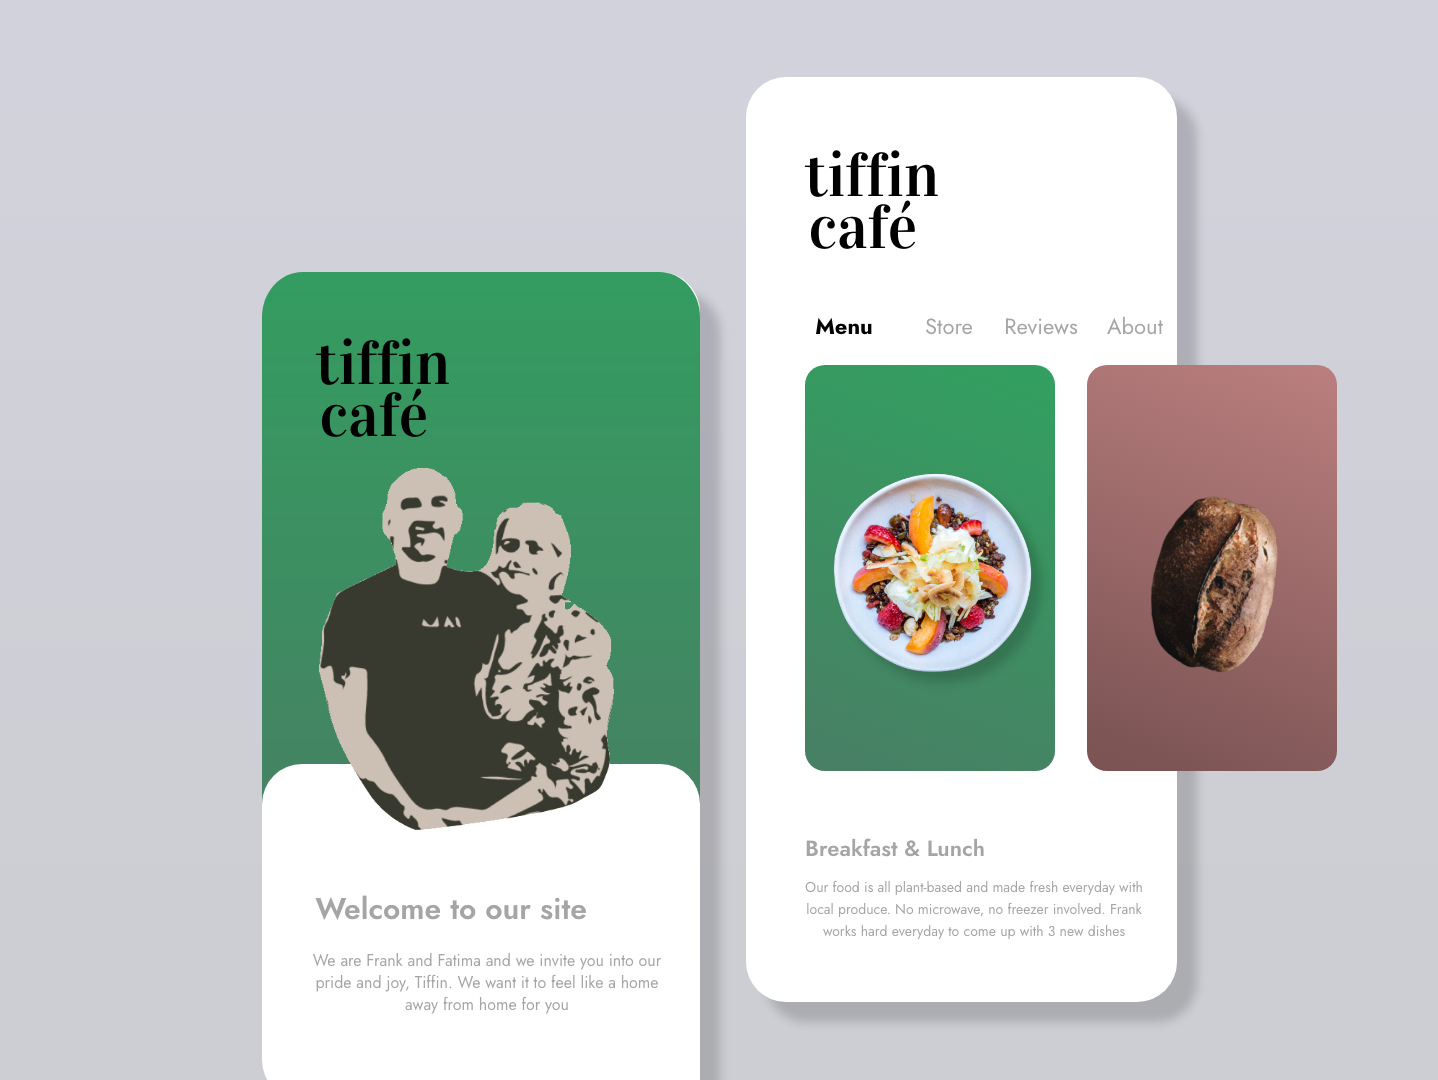 tiffin
café
Welcome to our site
We are Frank and Fatima and we invite you into our
pride and joy, Tiffin. We want it to feel like a home
away from home for you
tiffin
café
Menu Store Reviews About
Breakfast & Lunch
Our food is all plant-based and made fresh everyday with
local produce. No microwave, no freezer involved. Frank
works hard everyday to come up with 3 new dishes